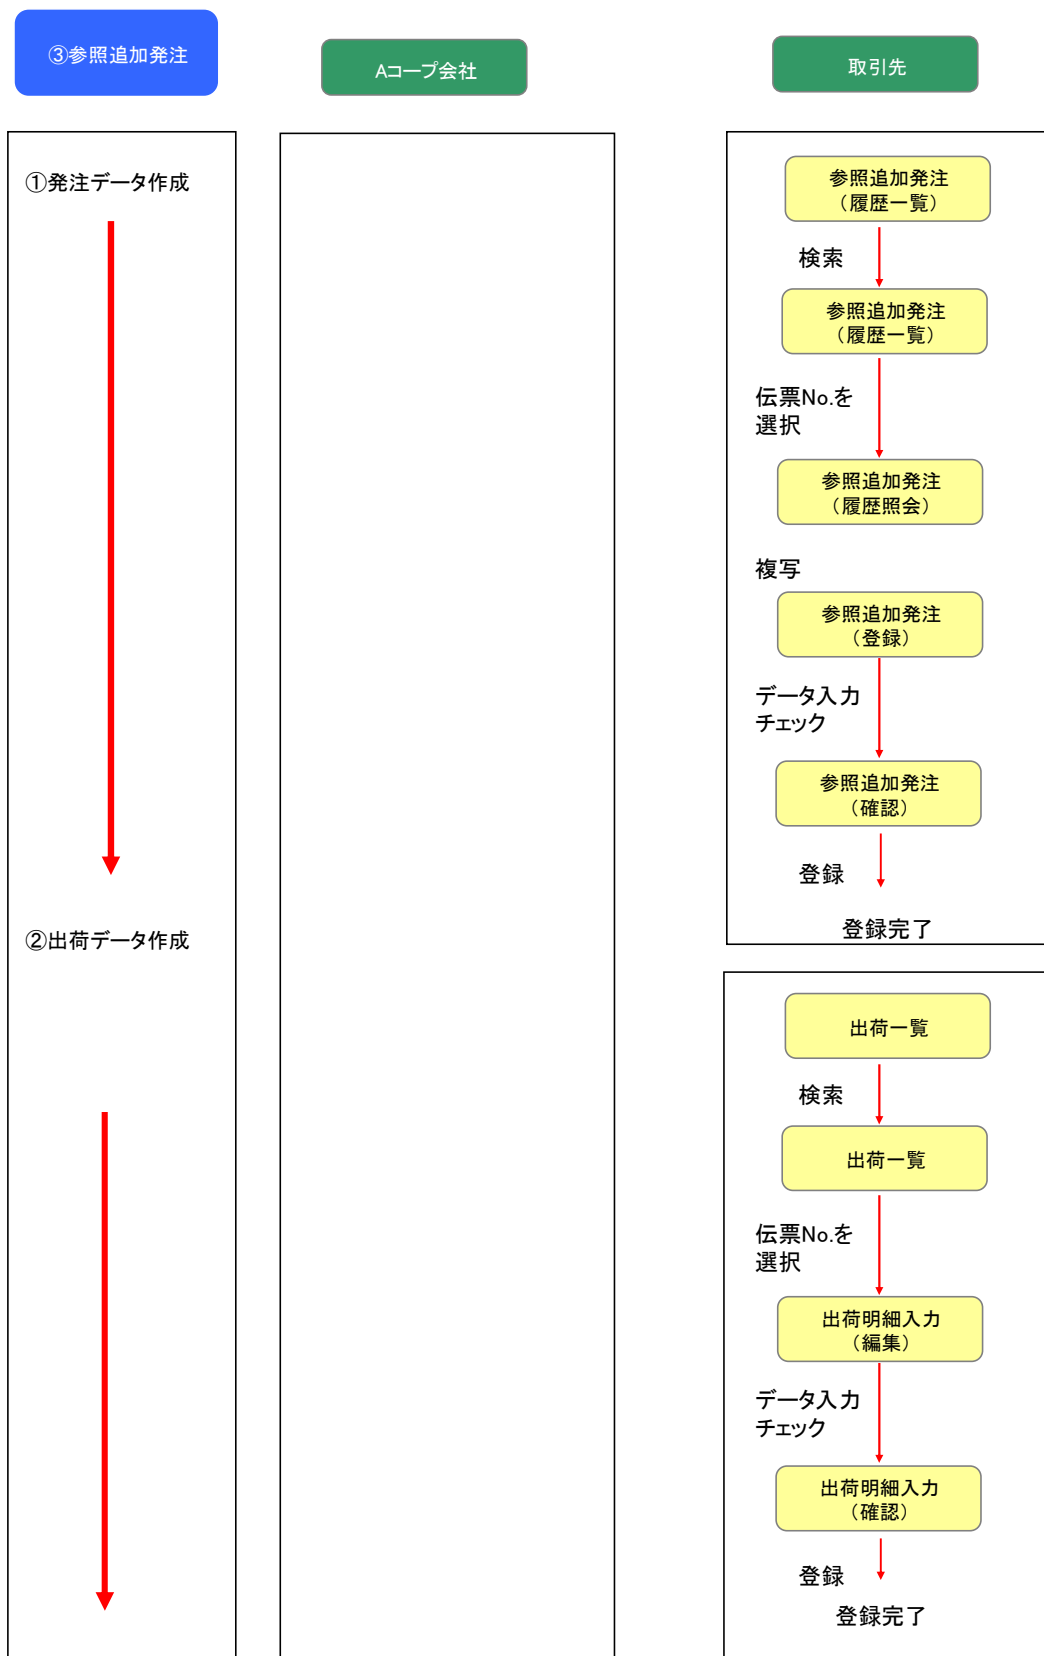 ③参照追加発注
Aコープ会社
取引先
①発注データ作成
参照追加発注
（履歴一覧）
検索
参照追加発注
（履歴一覧）
伝票No.を
選択
参照追加発注
（履歴照会）
複写
参照追加発注
（登録）
データ入力
チェック
参照追加発注
（確認）
登録
登録完了
②出荷データ作成
出荷一覧
検索
出荷一覧
伝票No.を
選択
出荷明細入力
（編集）
データ入力
チェック
出荷明細入力
（確認）
登録
登録完了